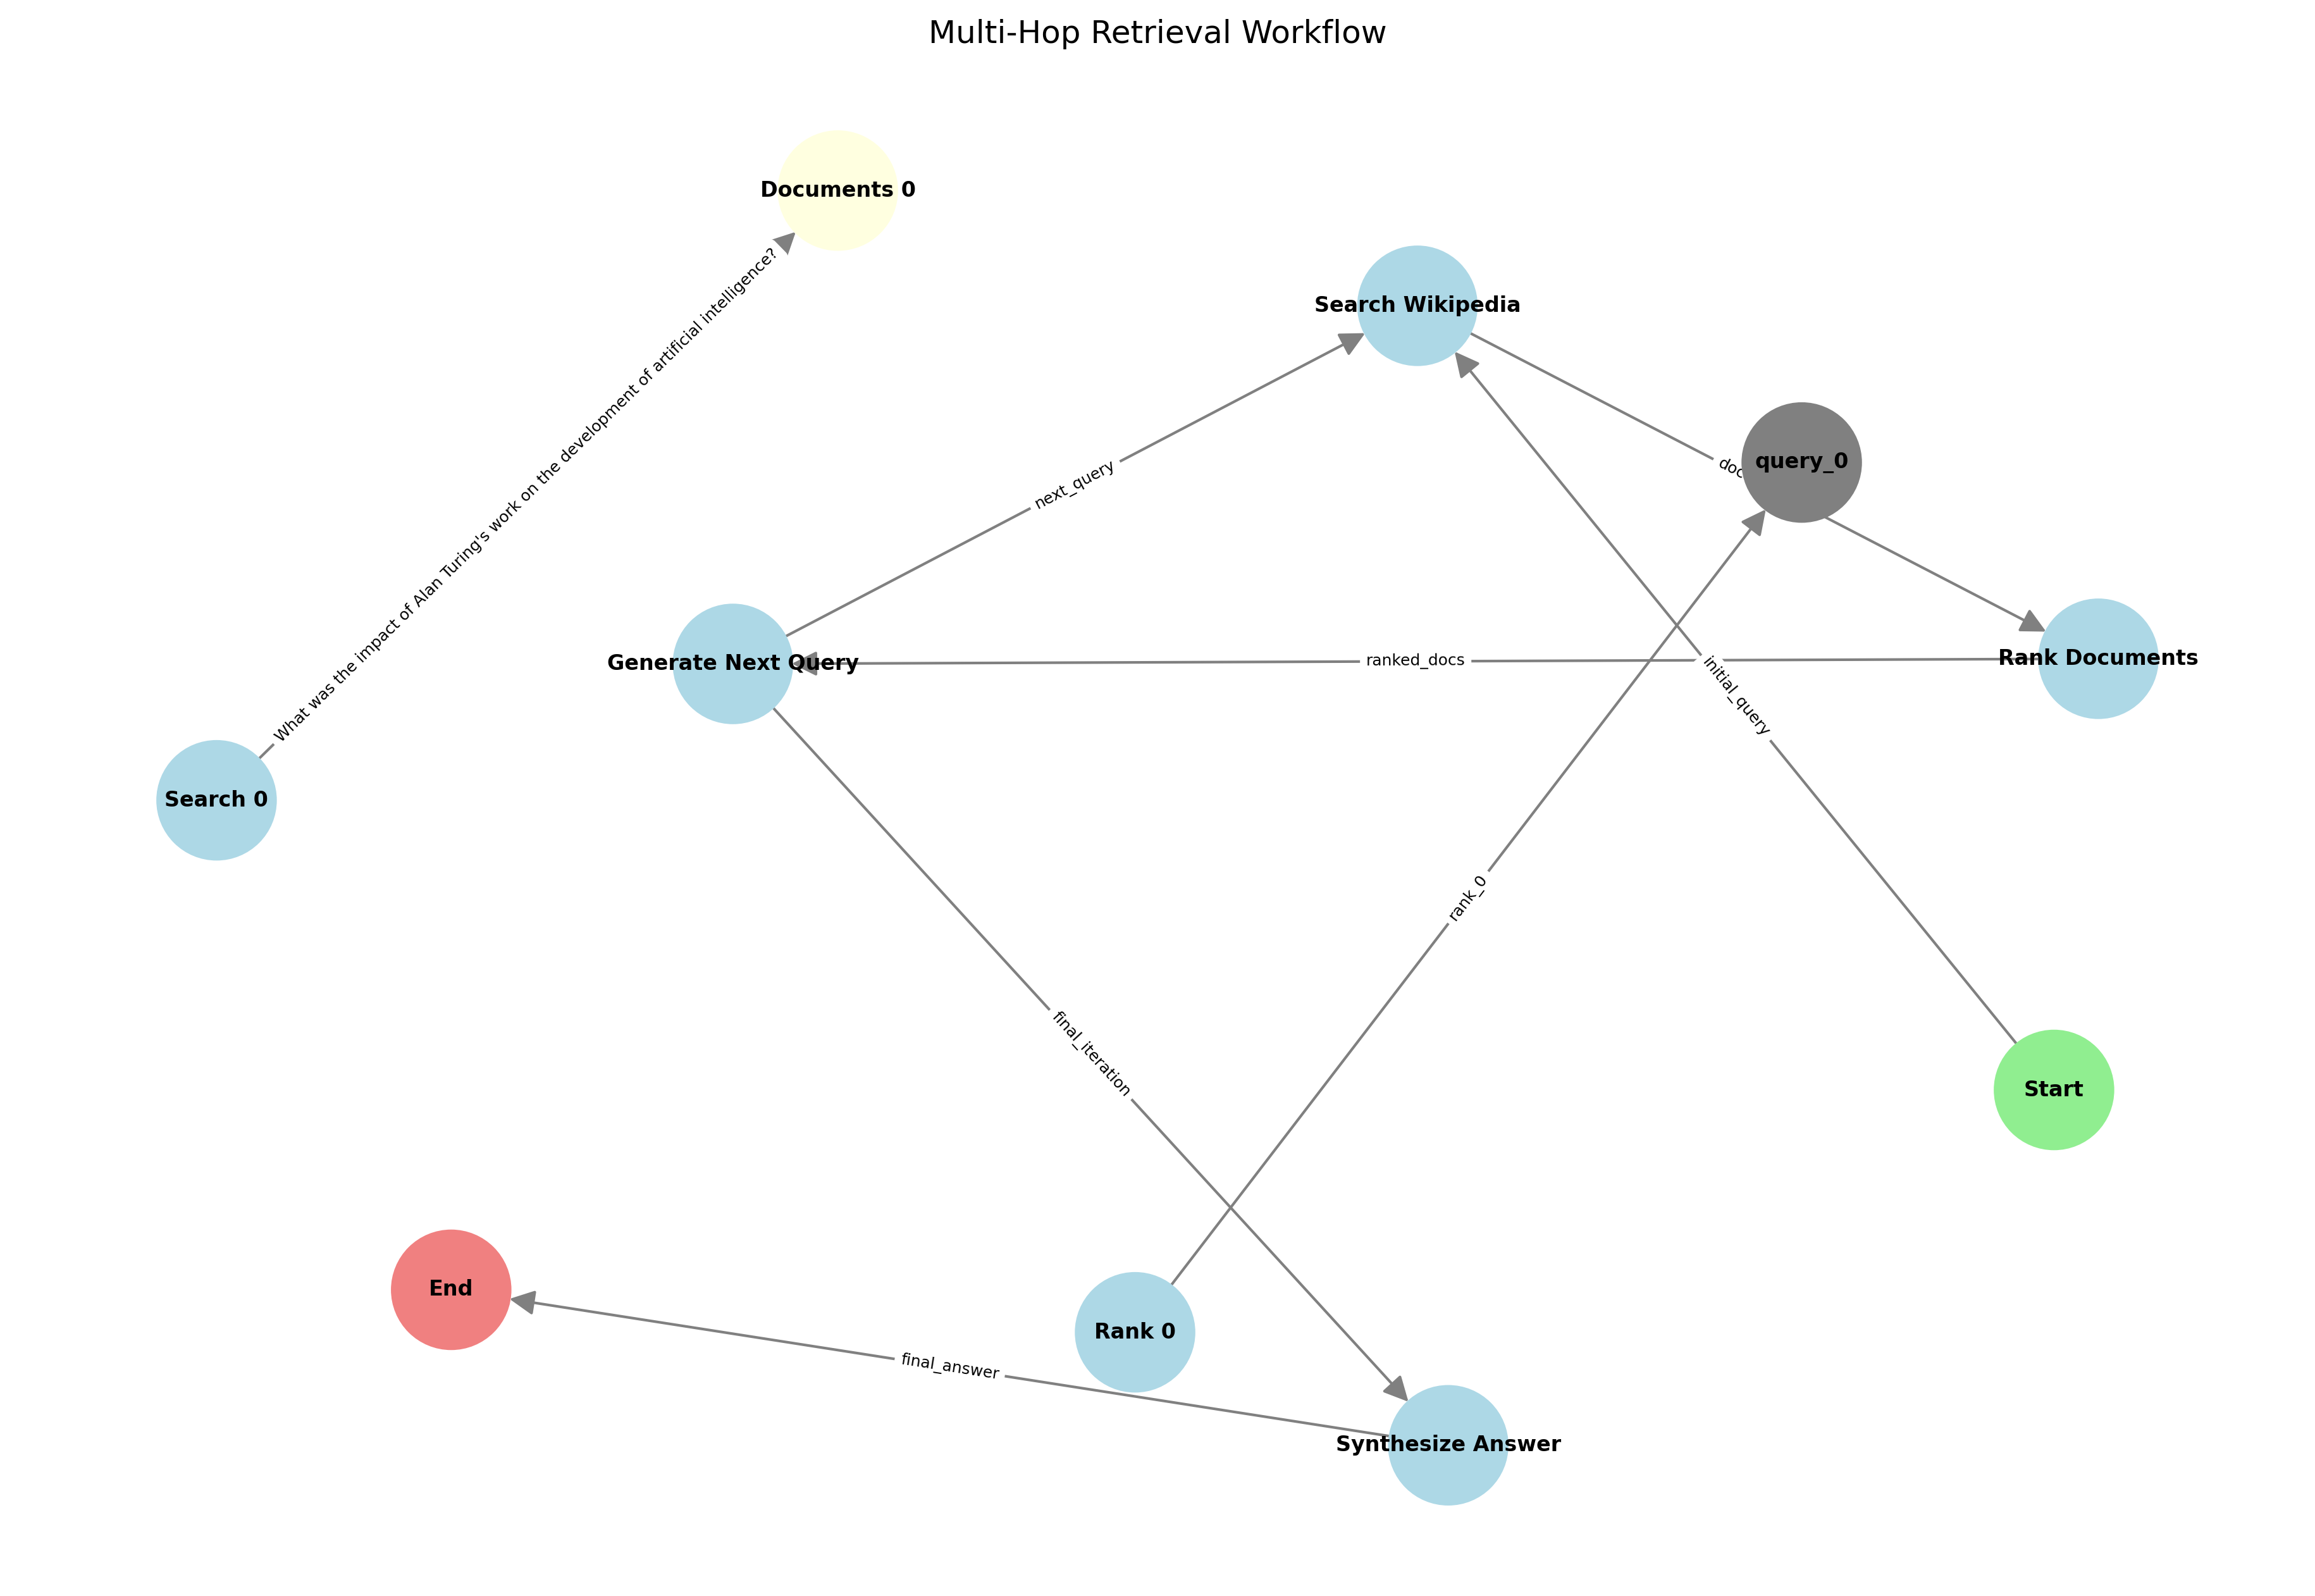 Multi-Hop Retrieval Workflow
Documents 0
What was the impact of Alan Turing's work on the development of artificial intelligence?
Search Wikipedia
query_0
next_query
Generate Next Query
ranked_docs
initial_query
Rank Documents
Search 0
rank_0
final_iteration
Start
End
Rank 0
final_answer
Synthesize Answer